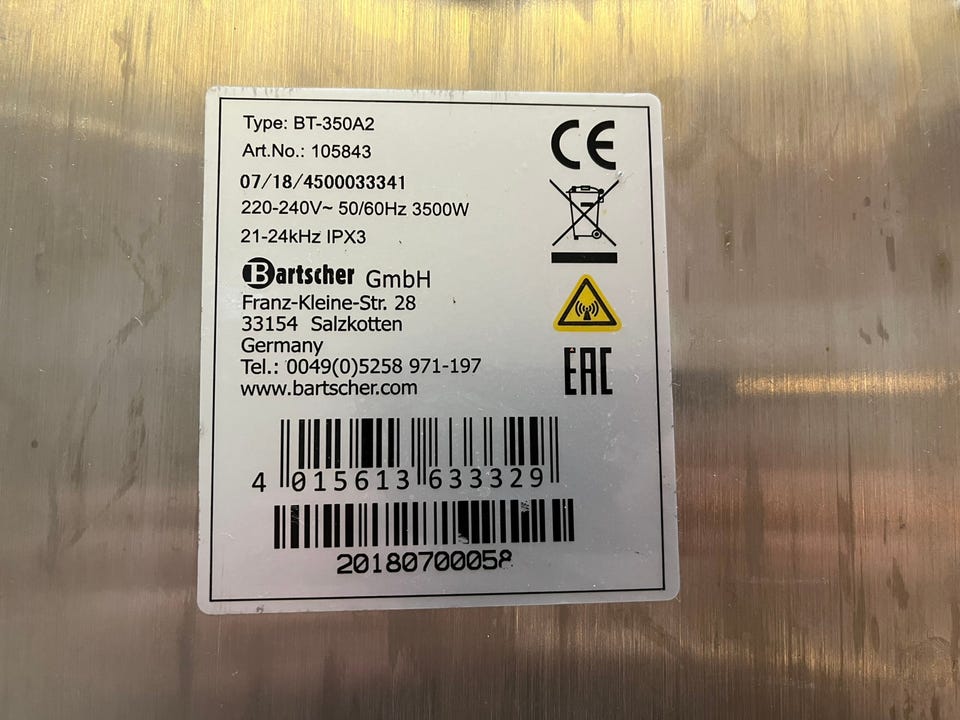 Type: BT-350A2
Art.No.: 105843
07/18/4500033341
220-240V~ 50/60Hz 3500W
21-24kHz IPX3
Bartscher GmbH
Franz-Kleine-Str. 28
33154 Salzkotten
Germany
Tel.: 0049(0)5258 971-197
www.bartscher.com
CE
EAC
4 015613 633329
20180700058